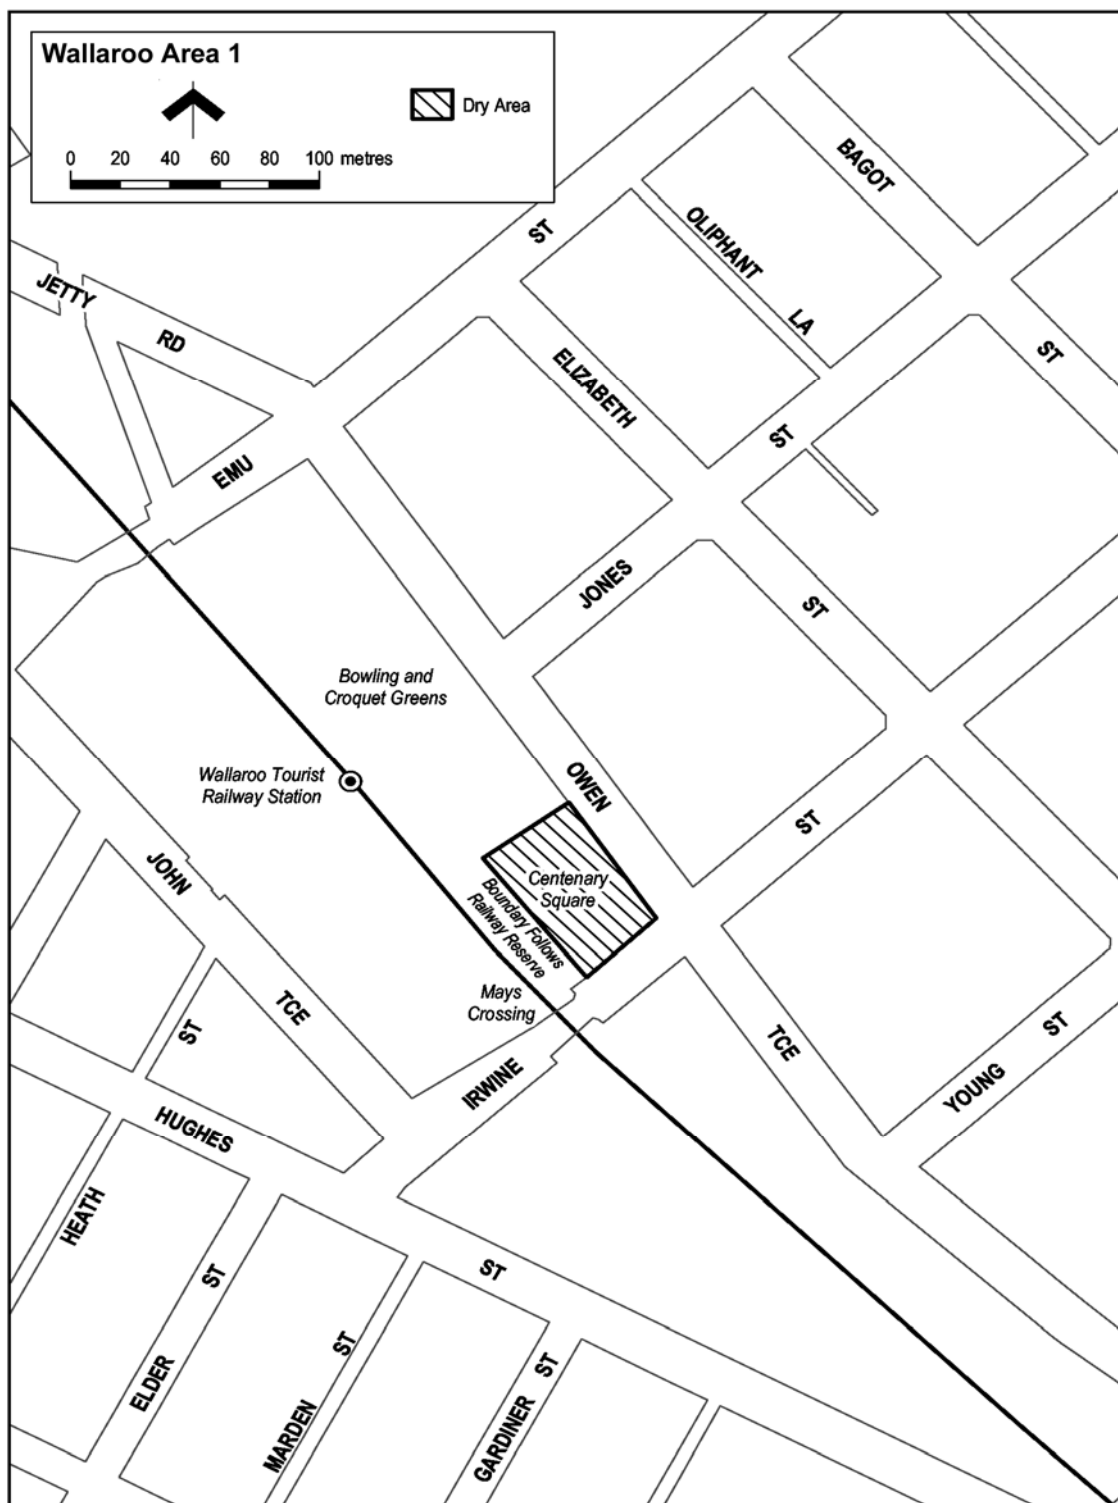 Wallaroo Area 1
Dry Area
0 20 40 60 80 100 metres
BAGOT
ST
OLIPHANT
LA
ST
JETTY
RD
ST
ELIZABETH
ST
EMU
JONES
ST
Bowling and
Croquet Greens
Wallaroo Tourist
Railway Station
OWEN
ST
JOHN
Centenary
Square
Boundary Follows
Railway Reserve
Mays
Crossing
TCE
ST
TCE
ST
IRWINE
YOUNG
HUGHES
HEATH
ST
ST
ELDER
ST
MARDEN
ST
GARDINER